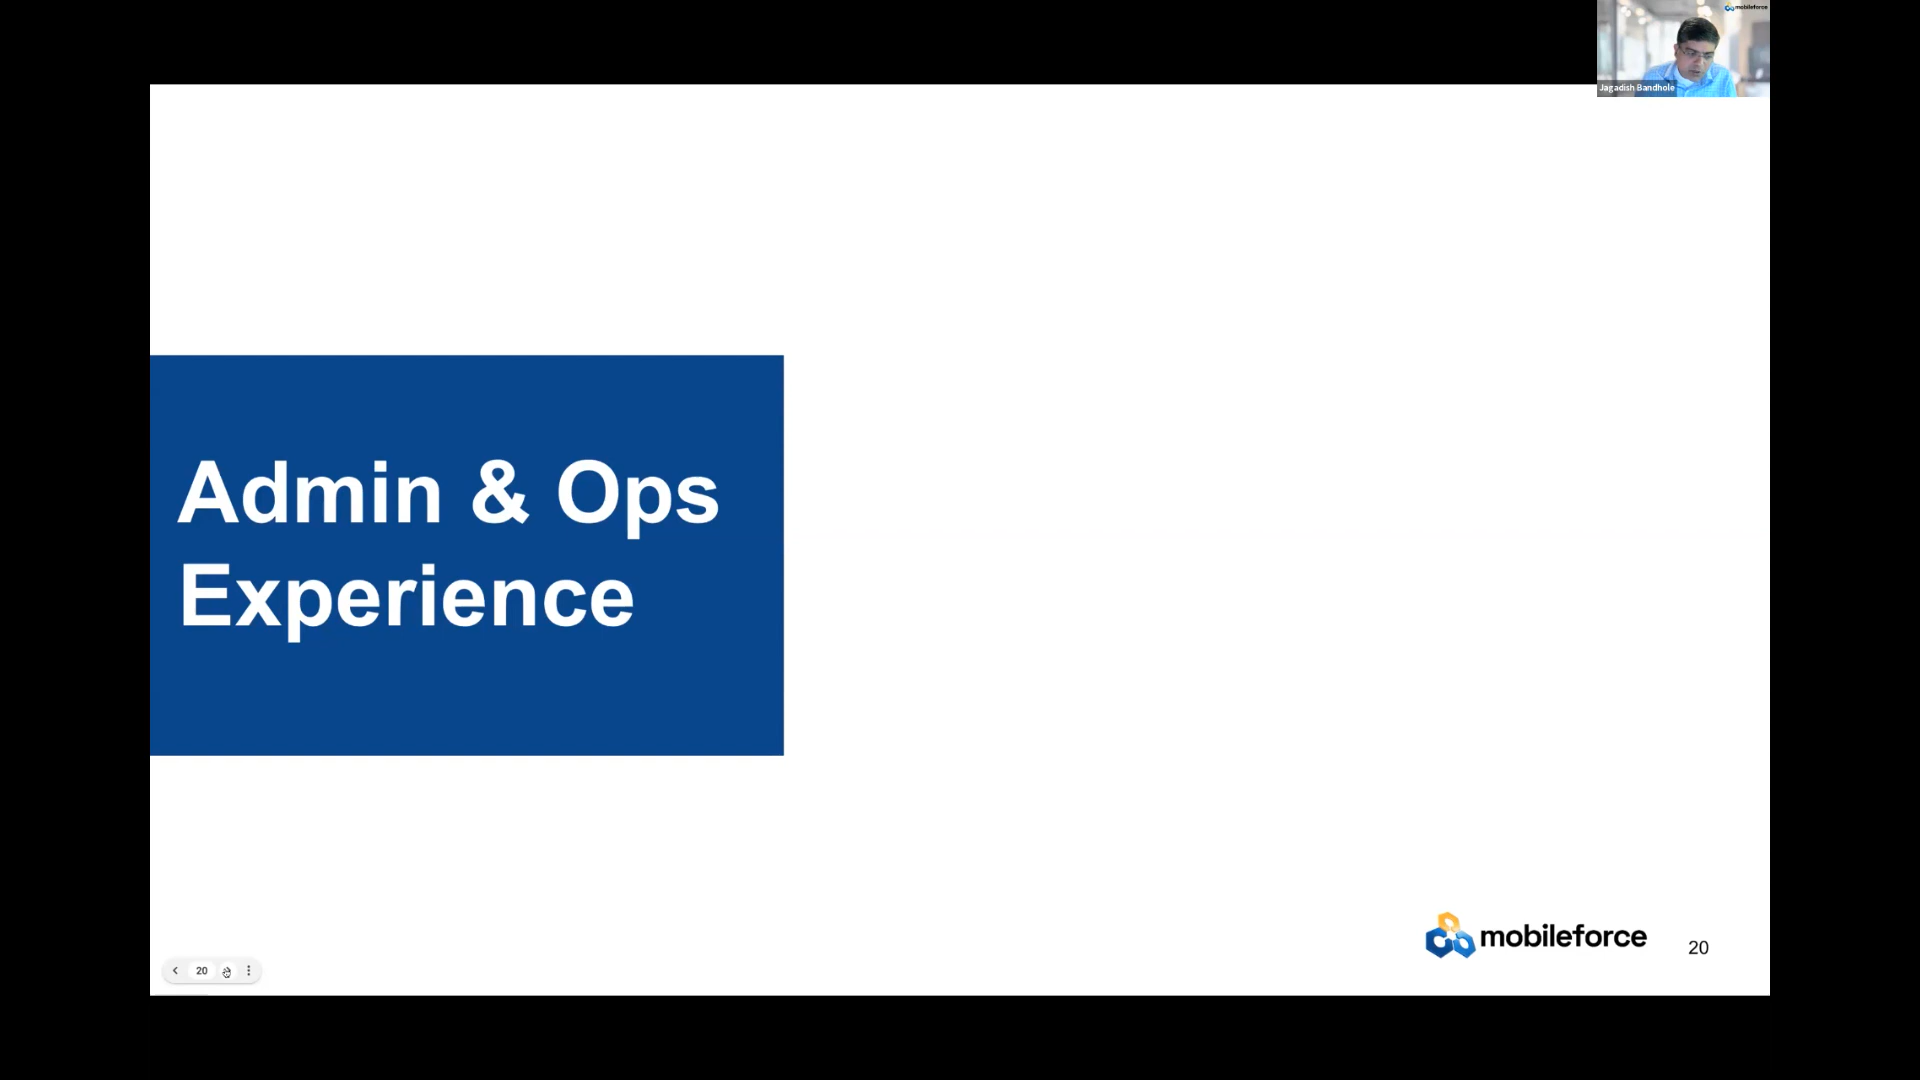 mobileforce
Jagadish Bandhole
Admin & Ops
Experience
mobileforce
20
20